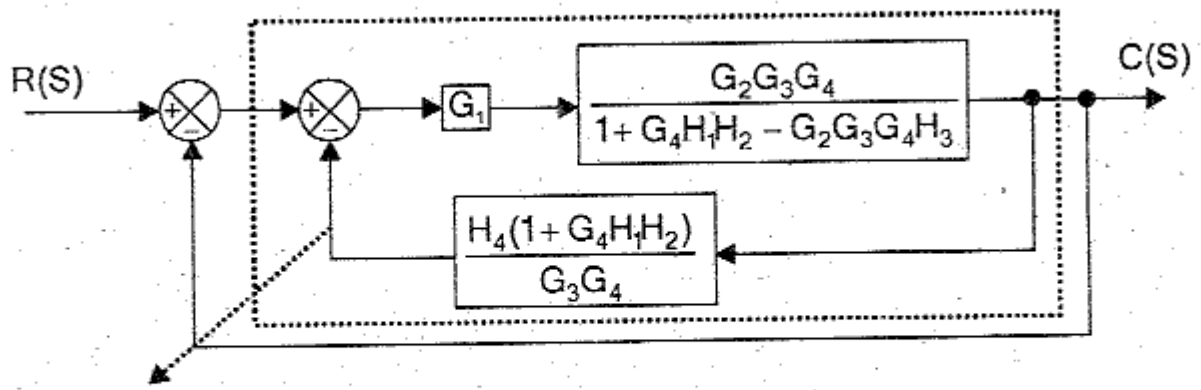 R(S)
+
−
+
−
G₁
G₂G₃G₄
1 + G₄H₁H₂ − G₂G₃G₄H₃
C(S)
H₄(1 + G₄H₁H₂)
G₃G₄